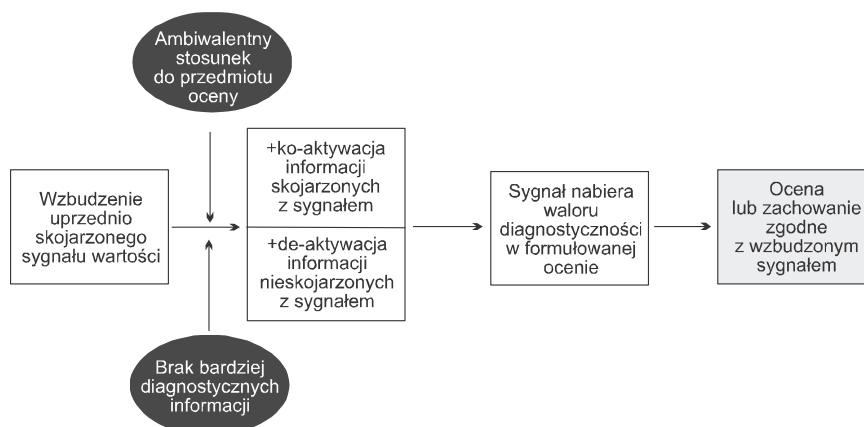 Ambiwalentny
stosunek
do przedmiotu
oceny
Wzbudzenie
uprzednio
skojarzonego
sygnału wartości
+ko-aktywacja
informacji
skojarzonych
z sygnałem
+de-aktywacja
informacji
nieskojarzonych
z sygnałem
Sygnał nabiera
waloru
diagnostyczności
w formułowanej
ocenie
Ocena
lub zachowanie
zgodne
z wzbudzonym
sygnałem
Brak bardziej
diagnostycznych
informacji